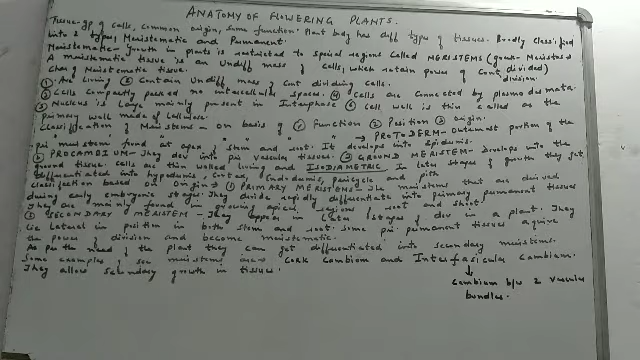 ANATOMY OF FLOWERING PLANTS.
Tissue - gp of cells, common origin, same function. Plant body has diff type of tissues. Broadly classified
into 2 types, Meristematic and Permanent.
Meristematic - Growth in plants is restricted to special regions called MERISTEMS (Greek - Meristos
A meristematic tissue is an Undiff mass of cells, which retain power of cont. divided)
Char of Meristematic tissue. division.
① Are living ② Contain Undiff mass cont dividing cells.
③ Cells compactly packed no intercellular spaces. ④ Cells are connected by plasmodesmata.
⑤ Nucleus is large mainly present in Interphase ⑥ Cell wall is thin called as the
primary wall made of cellulose.
Classification of Meristems - on basis of ① Function ② Position ③ origin.
→ PROTODERM - outermost portion of the
pri meristem found at apex of stem and root. It develops into epidermis.
⑥ PROCAMBIUM - They dev into pri vascular tissues. ③ GROUND MERISTEM - Develops into the
ground tissue cells are thin walled living and ISODIAMETRIC. In later stages of growth they get
differentiated into hypodermis, cortex, Endodermis, pericycle and pith
classification based on Origin ① PRIMARY MERISTEMS - The meristems that are derived
during early embryonic stages. They divide rapidly differentiate into primary permanent tissues
They are mainly found in growing apical regions, root and shoot.
② SECONDARY MERISTEM - They appear in later stages of dev in a plant. They
lie lateral in position in both stem and root. Some pri permanent tissues aquire
the power of division and become meristematic.
As per the need of the plant they can get differentiated into secondary meristems.
Some examples of sec meristems are CORK Cambium and Interfasicular cambium.
They allow secondary growth in tissues. ↓
Cambium b/w 2 vascular
bundles.